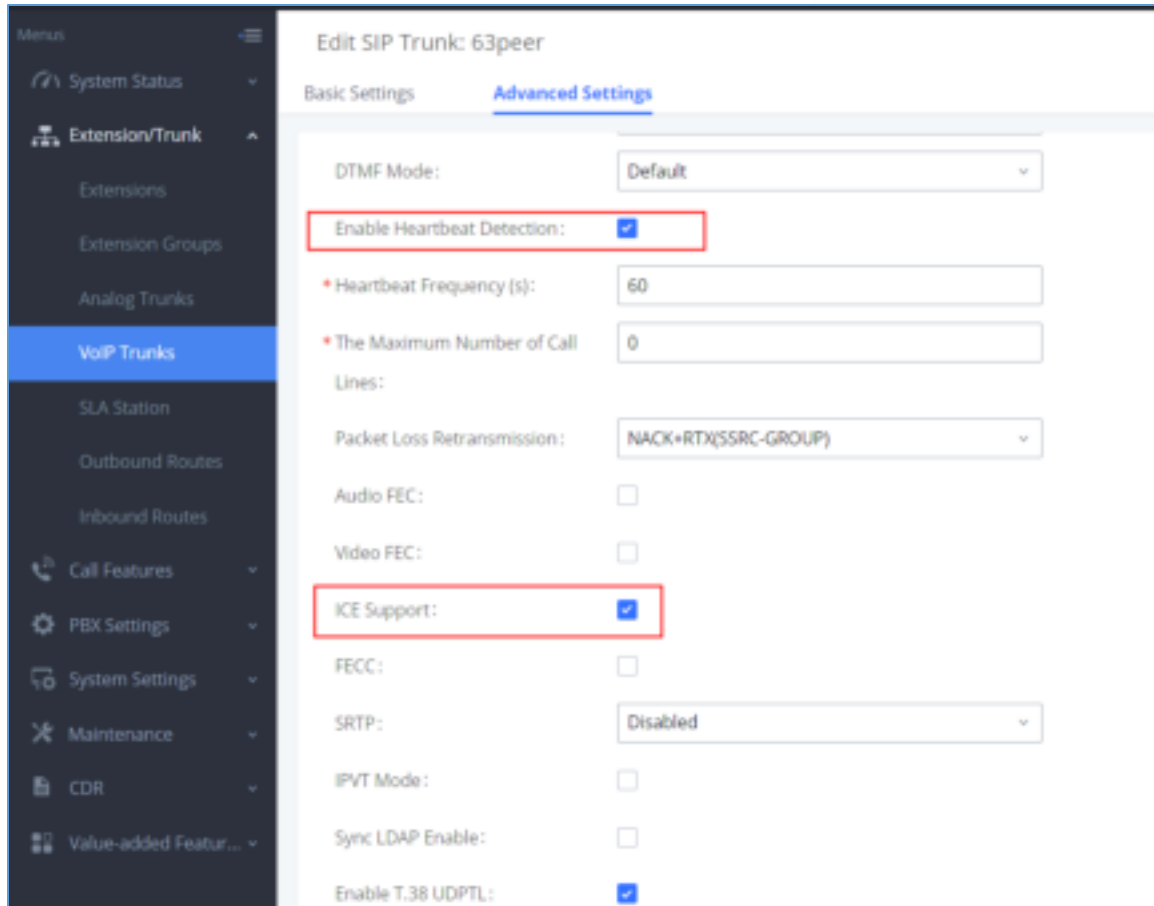 Menus
System Status
Extension/Trunk
Extensions
Extension Groups
Analog Trunks
VoIP Trunks
SLA Station
Outbound Routes
Inbound Routes
Call Features
PBX Settings
System Settings
Maintenance
CDR
Value-added Featur...
Edit SIP Trunk: 63peer
Basic Settings Advanced Settings
DTMF Mode: Default
Enable Heartbeat Detection:
* Heartbeat Frequency (s): 60
* The Maximum Number of Call 0
Lines:
Packet Loss Retransmission: NACK+RTX(SSRC-GROUP)
Audio FEC:
Video FEC:
ICE Support:
FECC:
SRTP: Disabled
IPVT Mode:
Sync LDAP Enable:
Enable T.38 UDPTL: